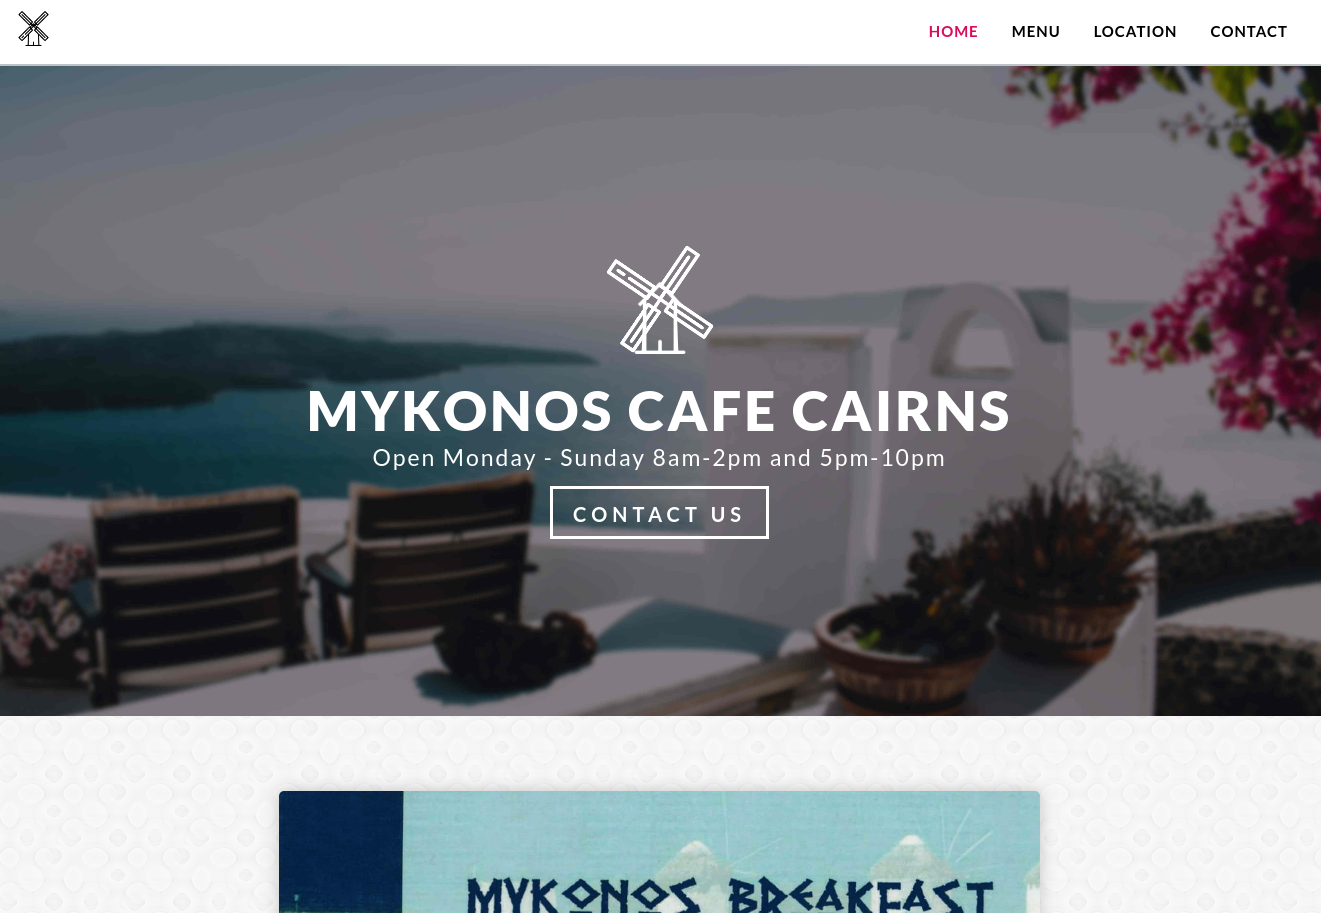 HOME MENU LOCATION CONTACT
MYKONOS CAFE CAIRNS
Open Monday - Sunday 8am-2pm and 5pm-10pm
CONTACT US
MYKONOS BREAKFAST